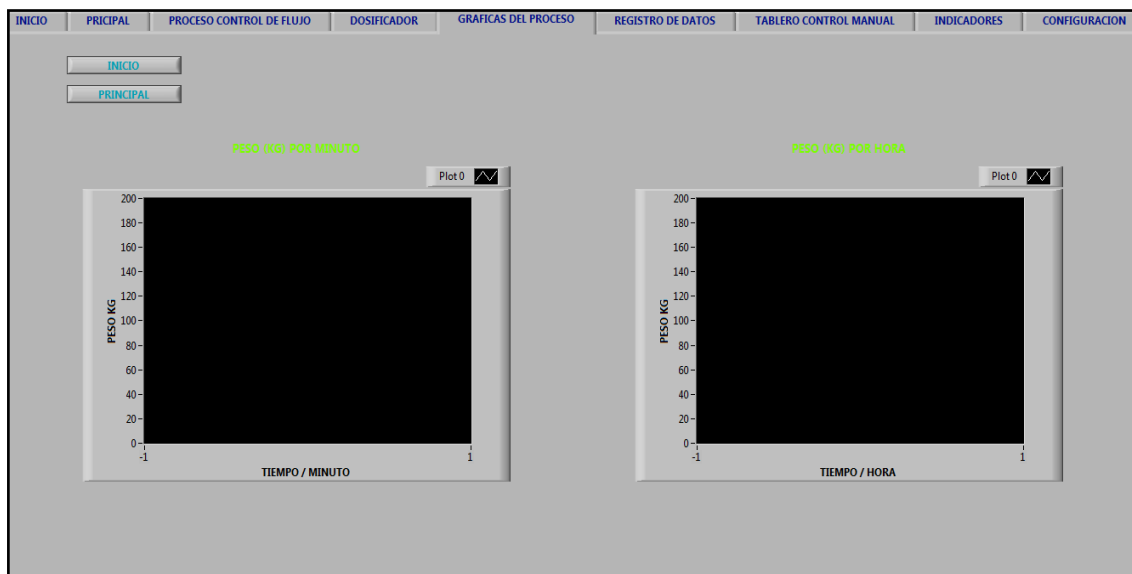 INICIO PRICIPAL PROCESO CONTROL DE FLUJO DOSIFICADOR GRAFICAS DEL PROCESO REGISTRO DE DATOS TABLERO CONTROL MANUAL INDICADORES CONFIGURACION
INICIO
PRINCIPAL
PESO (KG) POR MINUTO
Plot 0
200
180
160
140
120
100
80
60
40
20
0
PESO KG
-1 1
TIEMPO / MINUTO
PESO (KG) POR HORA
Plot 0
200
180
160
140
120
100
80
60
40
20
0
PESO KG
-1 1
TIEMPO / HORA